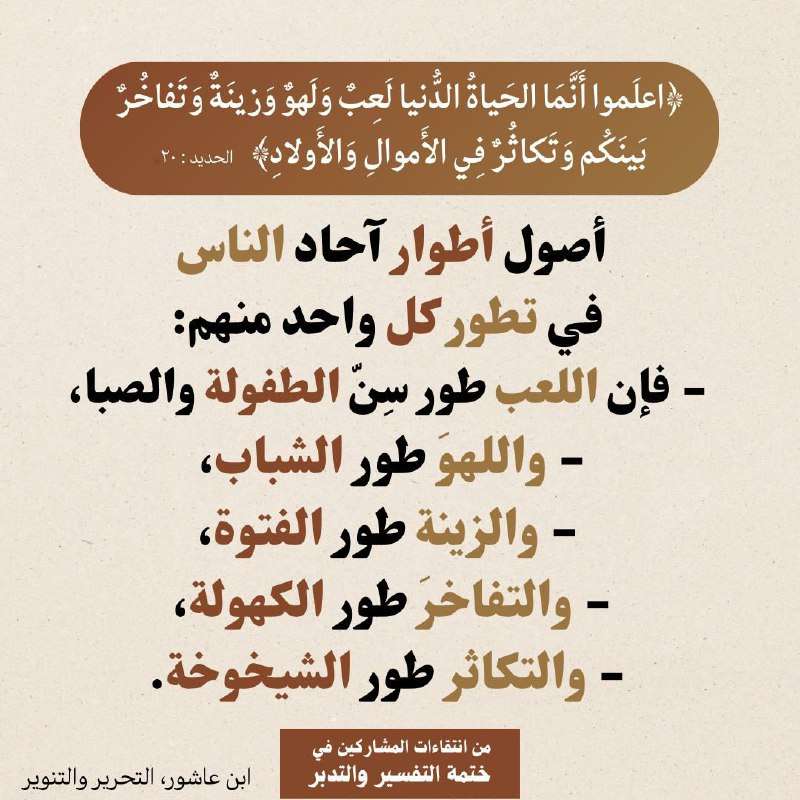 ﴿اعلَموا أَنَّمَا الحَياةُ الدُّنيا لَعِبٌ وَلَهوٌ وَزينَةٌ وَتَفاخُرٌ
بَينَكُم وَتَكاثُرٌ فِي الأَموالِ وَالأَولادِ﴾ الحديد : ٢٠
أصول أطوار آحاد الناس
في تطور كل واحد منهم:
- فإن اللعب طور سِنّ الطفولة والصبا،
- واللهوَ طور الشباب،
- والزينة طور الفتوة،
- والتفاخرَ طور الكهولة،
- والتكاثر طور الشيخوخة.
من انتقاءات المشاركين في
ختمة التفسير والتدبر
ابن عاشور، التحرير والتنوير